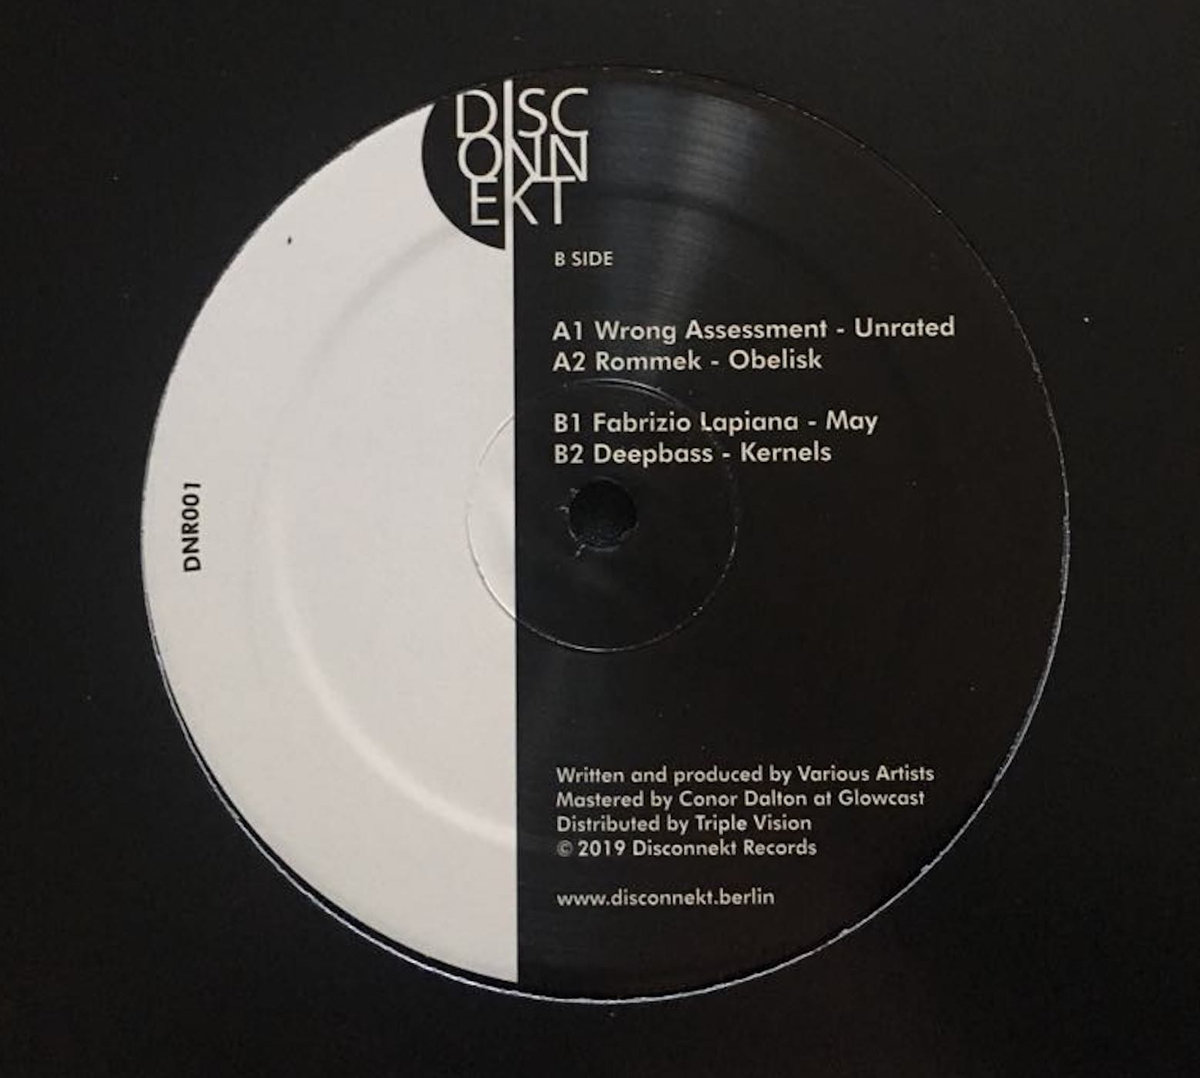 DISC
ONN
EKT
B SIDE
A1 Wrong Assessment - Unrated
A2 Rommek - Obelisk
B1 Fabrizio Lapiana - May
B2 Deepbass - Kernels
DNR001
Written and produced by Various Artists
Mastered by Conor Dalton at Glowcast
Distributed by Triple Vision
© 2019 Disconnekt Records
www.disconnekt.berlin